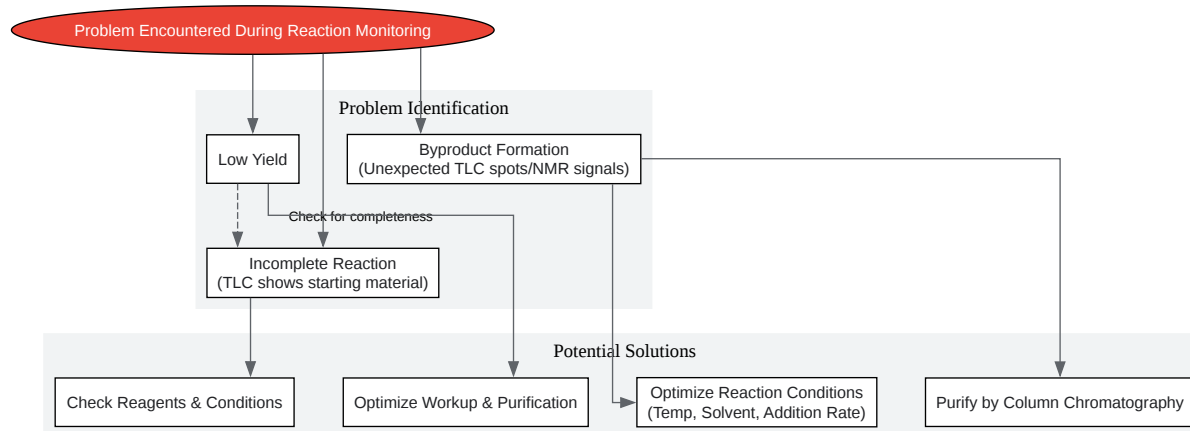 Problem Encountered During Reaction Monitoring
Problem Identification
Low Yield
Byproduct Formation
(Unexpected TLC spots/NMR signals)
Check for completeness
Incomplete Reaction
(TLC shows starting material)
Potential Solutions
Check Reagents & Conditions
Optimize Workup & Purification
Optimize Reaction Conditions
(Temp, Solvent, Addition Rate)
Purify by Column Chromatography